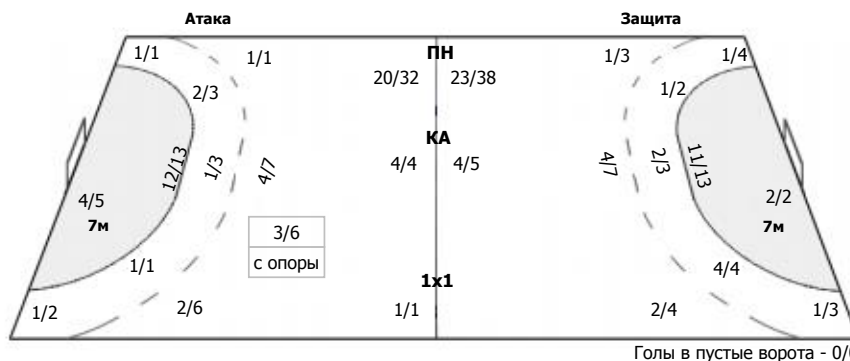 Атака Защита
1/1 1/1 ПН 1/3 1/4
20/32 23/38
2/3 1/2
КА
12/13 1/3 4/7 4/4 4/5 4/7 2/3 11/13
4/5 2/2
7м 7м
3/6
с опоры
1/1 4/4
1x1
1/2 2/6 1/1 2/4 1/3
Голы в пустые ворота - 0/